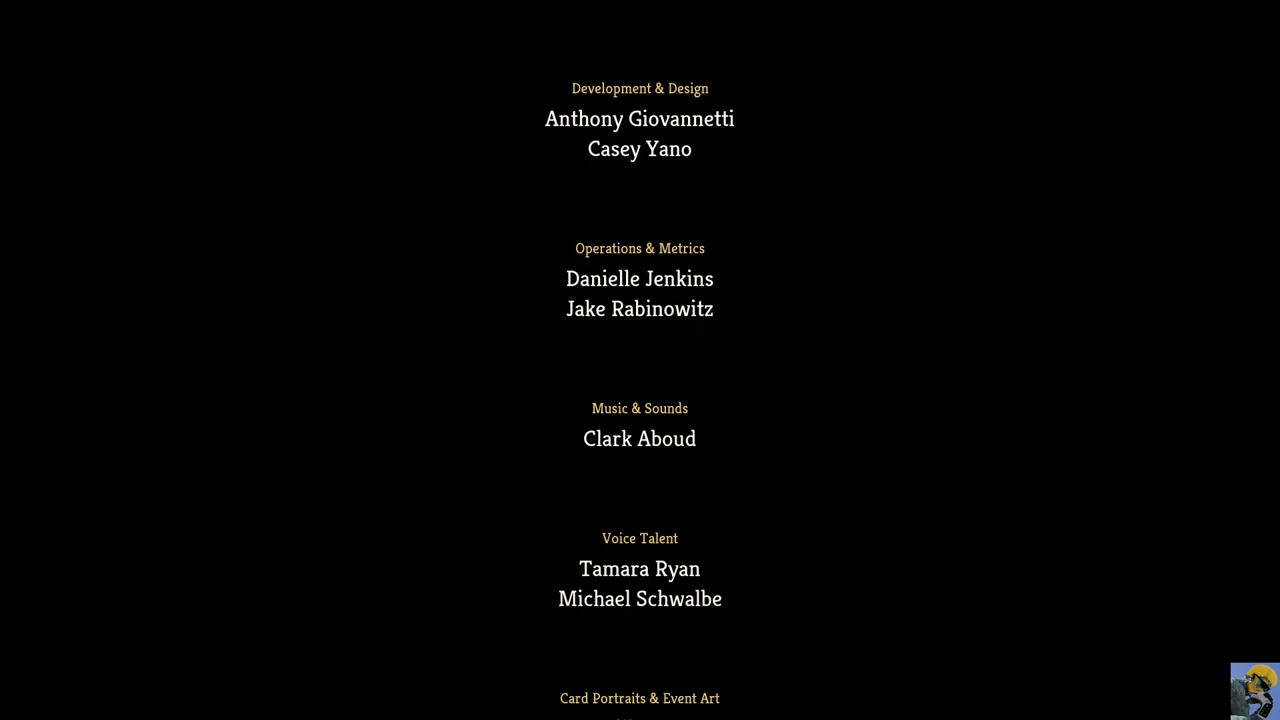 Development & Design
Anthony Giovannetti
Casey Yano
Operations & Metrics
Danielle Jenkins
Jake Rabinowitz
Music & Sounds
Clark Aboud
Voice Talent
Tamara Ryan
Michael Schwalbe
Card Portraits & Event Art